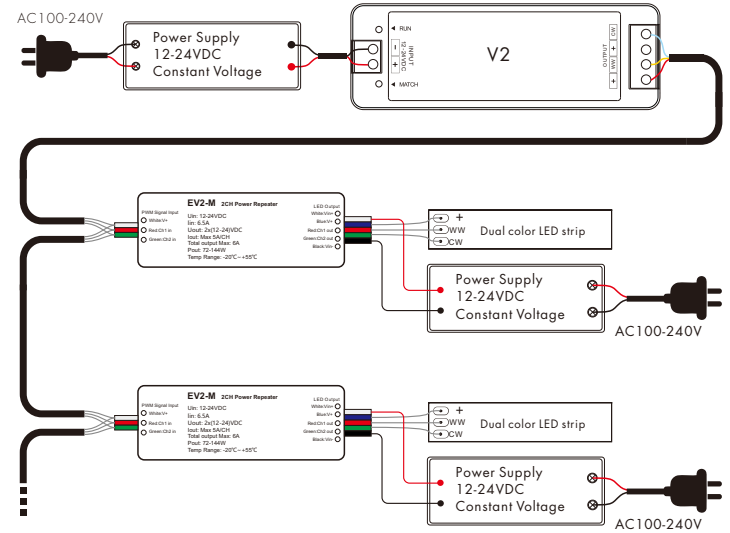 AC100-240V
Power Supply
12-24VDC
Constant Voltage
RUN
INPUT
12-24VDC
− +
MATCH
V2
OUTPUT
CW
+
WW
+
EV2-M 2CH Power Repeater
Uin: 12-24VDC
Iin: 6.5A
Uout: 2x(12-24)VDC
Iout: Max 5A/CH
Total output Max: 6A
Pout: 72-144W
Temp Range: -20℃~+55℃
PWM Signal Input
White:V+
Red:Ch1 in
Green:Ch2 in
LED Output
White:Vin+
Blue:V+
Red:Ch1 out
Green:Ch2 out
Black:Vin-
+
WW
CW
Dual color LED strip
Power Supply
12-24VDC
Constant Voltage
AC100-240V
EV2-M 2CH Power Repeater
Uin: 12-24VDC
Iin: 6.5A
Uout: 2x(12-24)VDC
Iout: Max 5A/CH
Total output Max: 6A
Pout: 72-144W
Temp Range: -20℃~+55℃
PWM Signal Input
White:V+
Red:Ch1 in
Green:Ch2 in
LED Output
White:Vin+
Blue:V+
Red:Ch1 out
Green:Ch2 out
Black:Vin-
+
WW
CW
Dual color LED strip
Power Supply
12-24VDC
Constant Voltage
AC100-240V